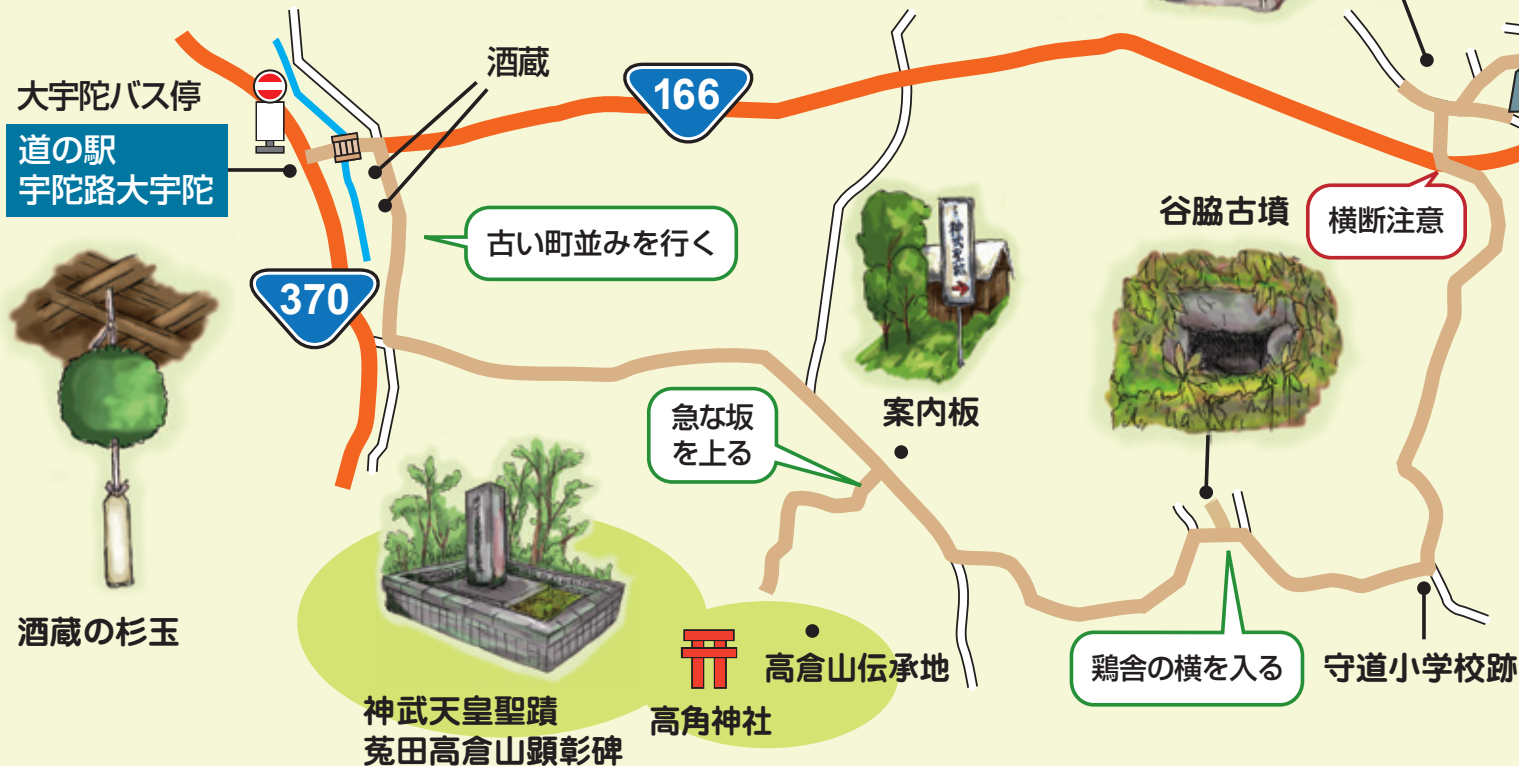 酒蔵
大宇陀バス停
166
道の駅
宇陀路大宇陀
谷脇古墳
横断注意
古い町並みを行く
370
神武天皇
急な坂
を上る
案内板
酒蔵の杉玉
鶏舎の横を入る
守道小学校跡
高倉山伝承地
神武天皇聖蹟
菟田高倉山顕彰碑
高角神社